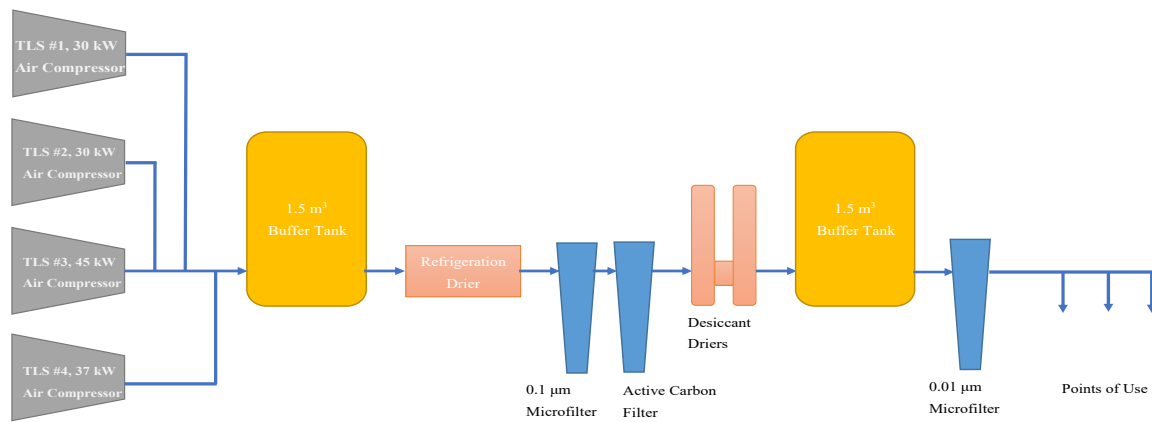 TLS #1, 30 kW
Air Compressor
TLS #2, 30 kW
Air Compressor
TLS #3, 45 kW
Air Compressor
TLS #4, 37 kW
Air Compressor
1.5 m³
Buffer Tank
Refrigeration
Drier
0.1 μm
Microfilter
Active Carbon
Filter
Desiccant
Driers
1.5 m³
Buffer Tank
0.01 μm
Microfilter
Points of Use